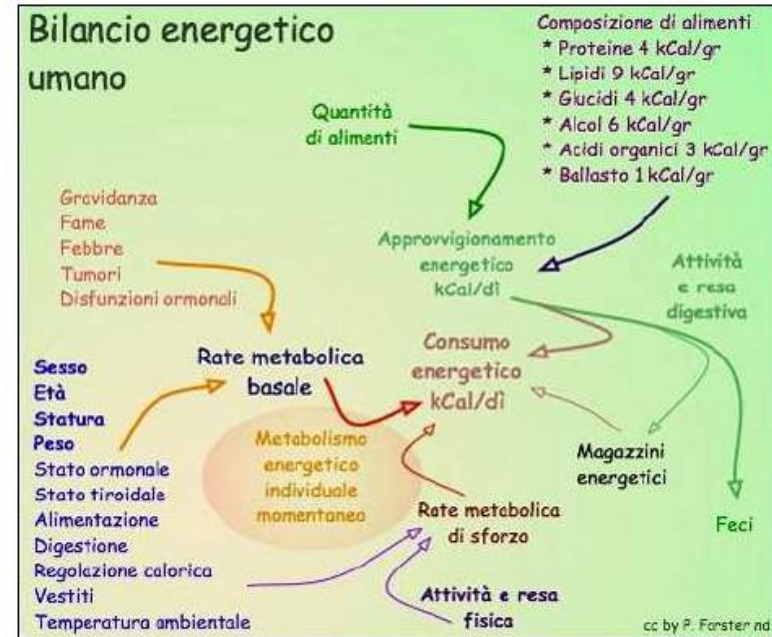 Bilancio energetico
umano
Composizione di alimenti
* Proteine 4 kCal/gr
* Lipidi 9 kCal/gr
* Glucidi 4 kCal/gr
* Alcol 6 kCal/gr
* Acidi organici 3 kCal/gr
* Ballasto 1 kCal/gr
Quantità
di alimenti
Gravidanza
Fame
Febbre
Tumori
Disfunzioni ormonali
Approvvigionamento
energetico
kCal/dì
Attività
e resa
digestiva
Rate metabolica
basale
Consumo
energetico
kCal/dì
Sesso
Età
Statura
Peso
Stato ormonale
Stato tiroidale
Alimentazione
Digestione
Regolazione calorica
Vestiti
Temperatura ambientale
Metabolismo
energetico
individuale
momentaneo
Magazzini
energetici
Rate metabolica
di sforzo
Feci
Attività e resa
fisica
cc by P. Forster nd